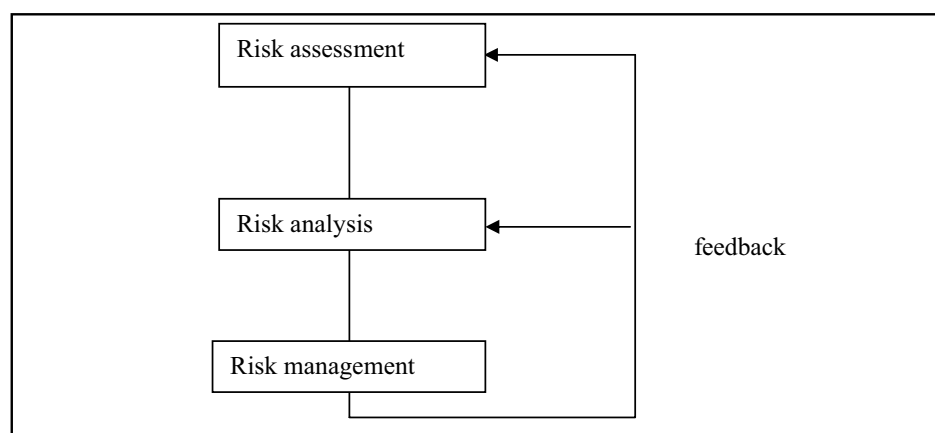 Risk assessment
Risk analysis
feedback
Risk management